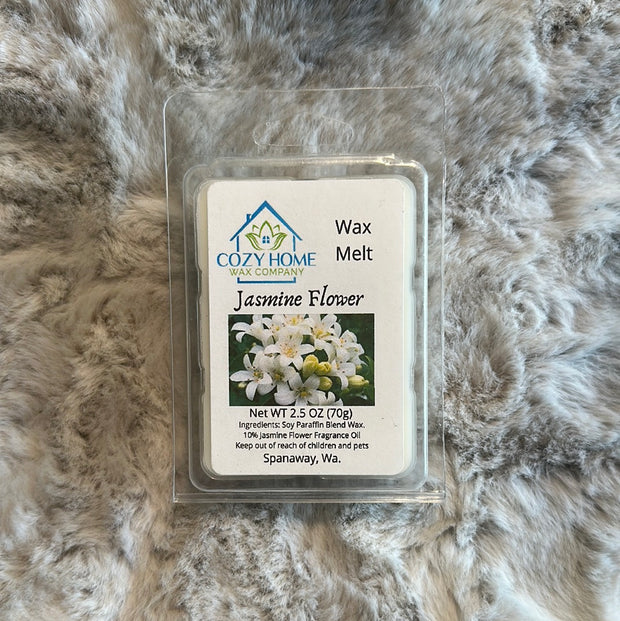 COZY HOME
WAX COMPANY
Wax
Melt
Jasmine Flower
Net WT 2.5 OZ (70g)
Ingredients: Soy Paraffin Blend Wax.
10% Jasmine Flower Fragrance Oil
Keep out of reach of children and pets
Spanaway, Wa.